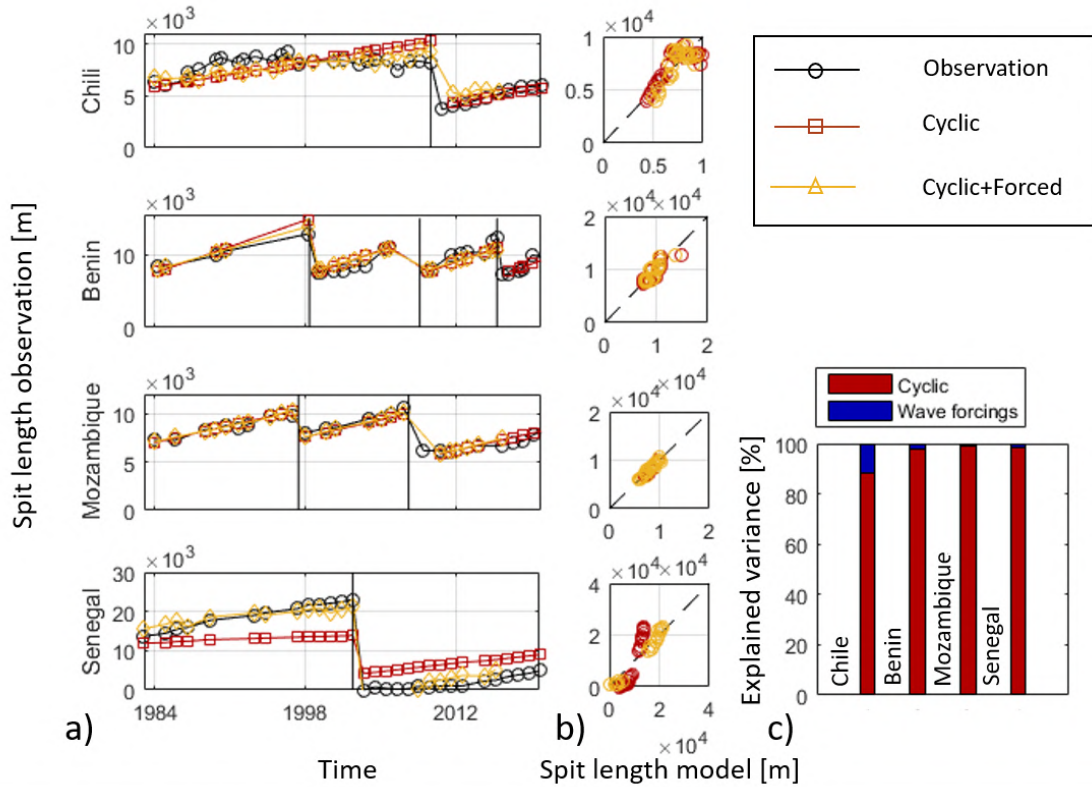 × 10³
10
5
0
Chili
× 10³
10
0
Benin
× 10³
10
5
0
Mozambique
× 10³
30
20
10
0
Senegal
1984
1998
2012
Spit length observation [m]
a)
Time
× 10⁴
1
0.5
0
0
0.5
1
× 10⁴
2
1
0
0
1
2
× 10⁴
× 10⁴
2
1
0
0
1
2
× 10⁴
× 10⁴
4
2
0
0
2
4
× 10⁴
× 10⁴
b)
Spit length model [m]
Observation
Cyclic
Cyclic+Forced
Cyclic
Wave forcings
Explained variance [%]
100
80
60
40
20
0
Chile
Benin
Mozambique
Senegal
c)